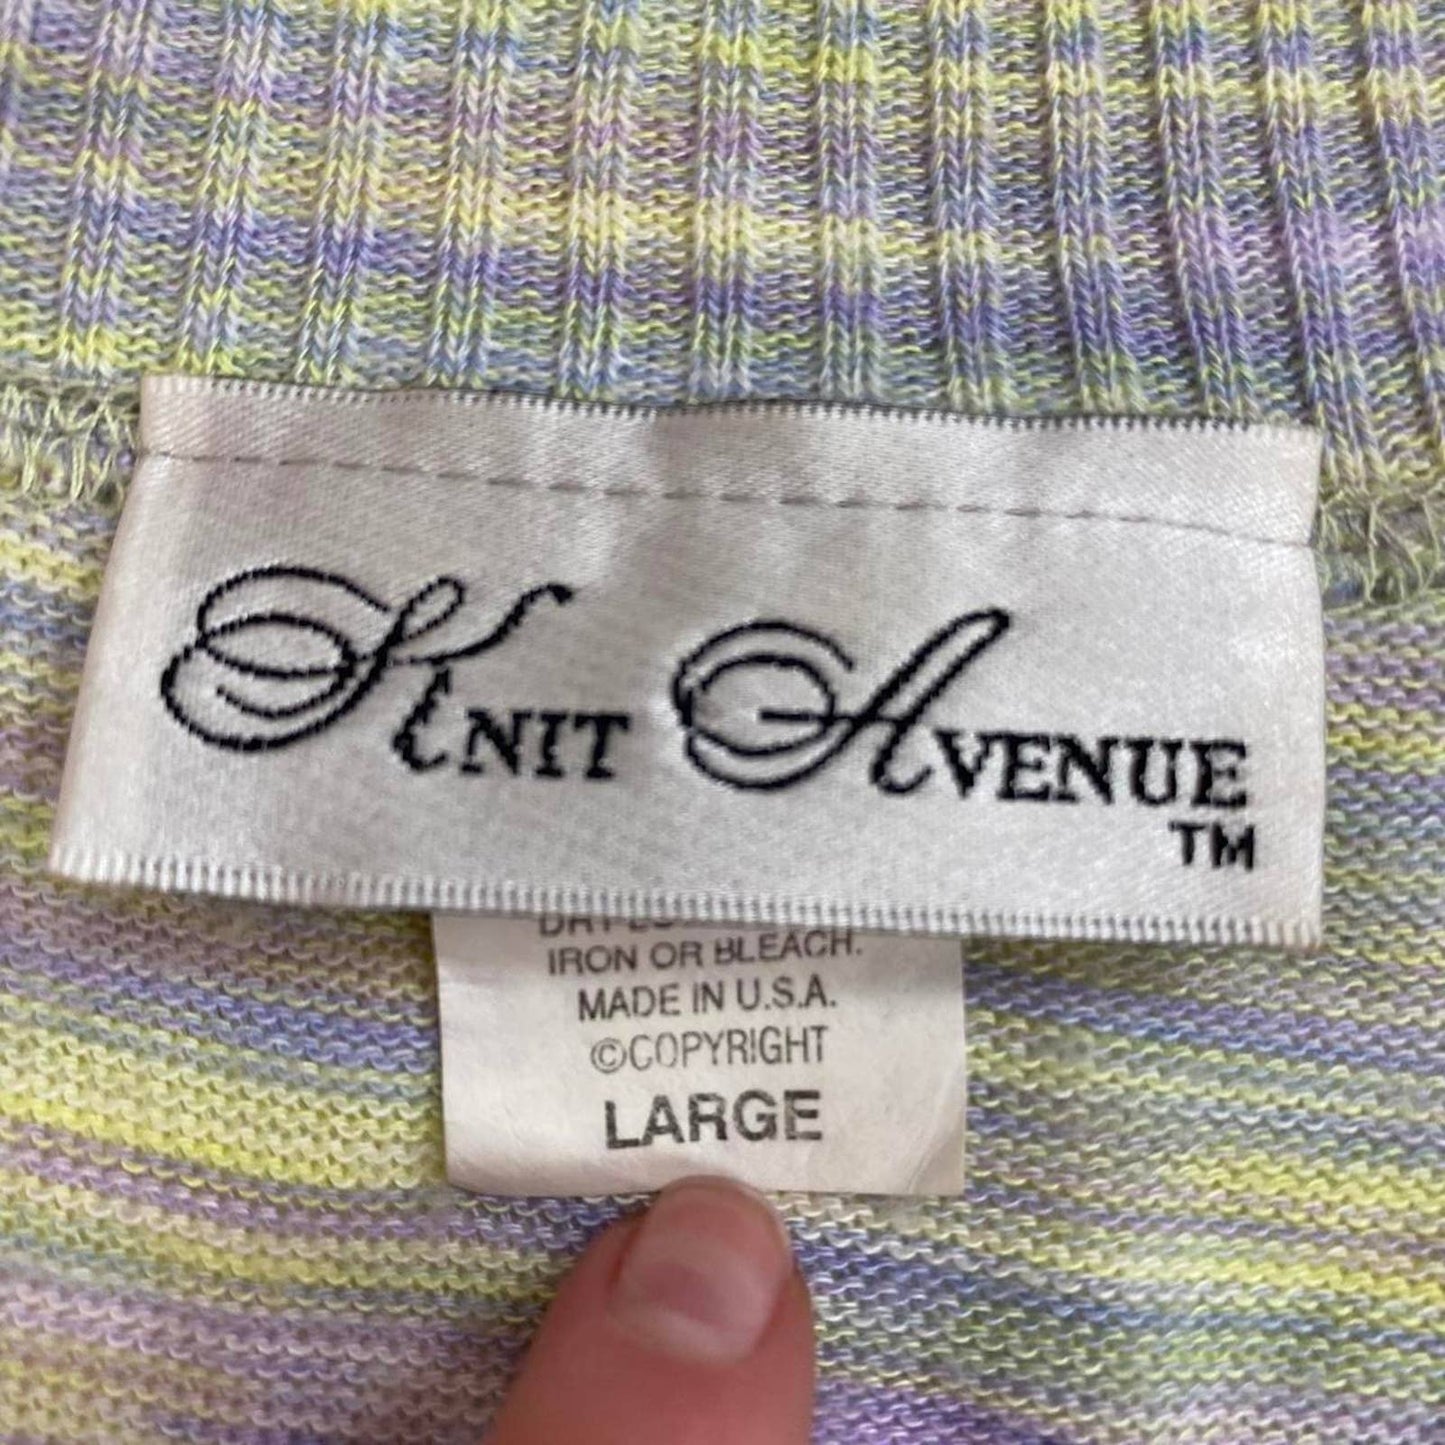 KNIT AVENUE
TM
IRON OR BLEACH.
MADE IN U.S.A.
©COPYRIGHT
LARGE